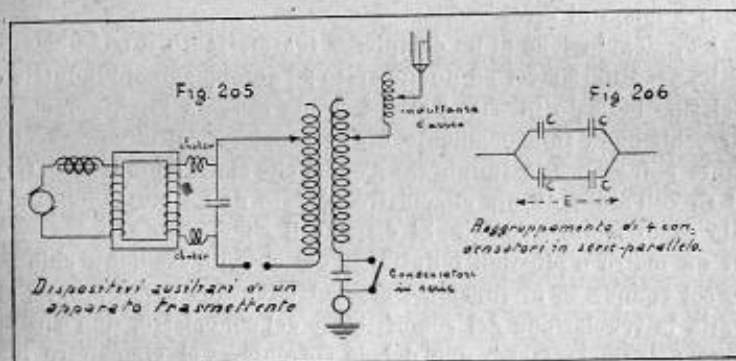 Fig. 205
chokes
chokes
Dispositivi ausiliari di un
apparato trasmettente
induttanza
d'aereo
Condensatori
in serie
Fig 206
C C
C C
E
Raggruppamento di 4 con,
densatori in serie-parallelo.